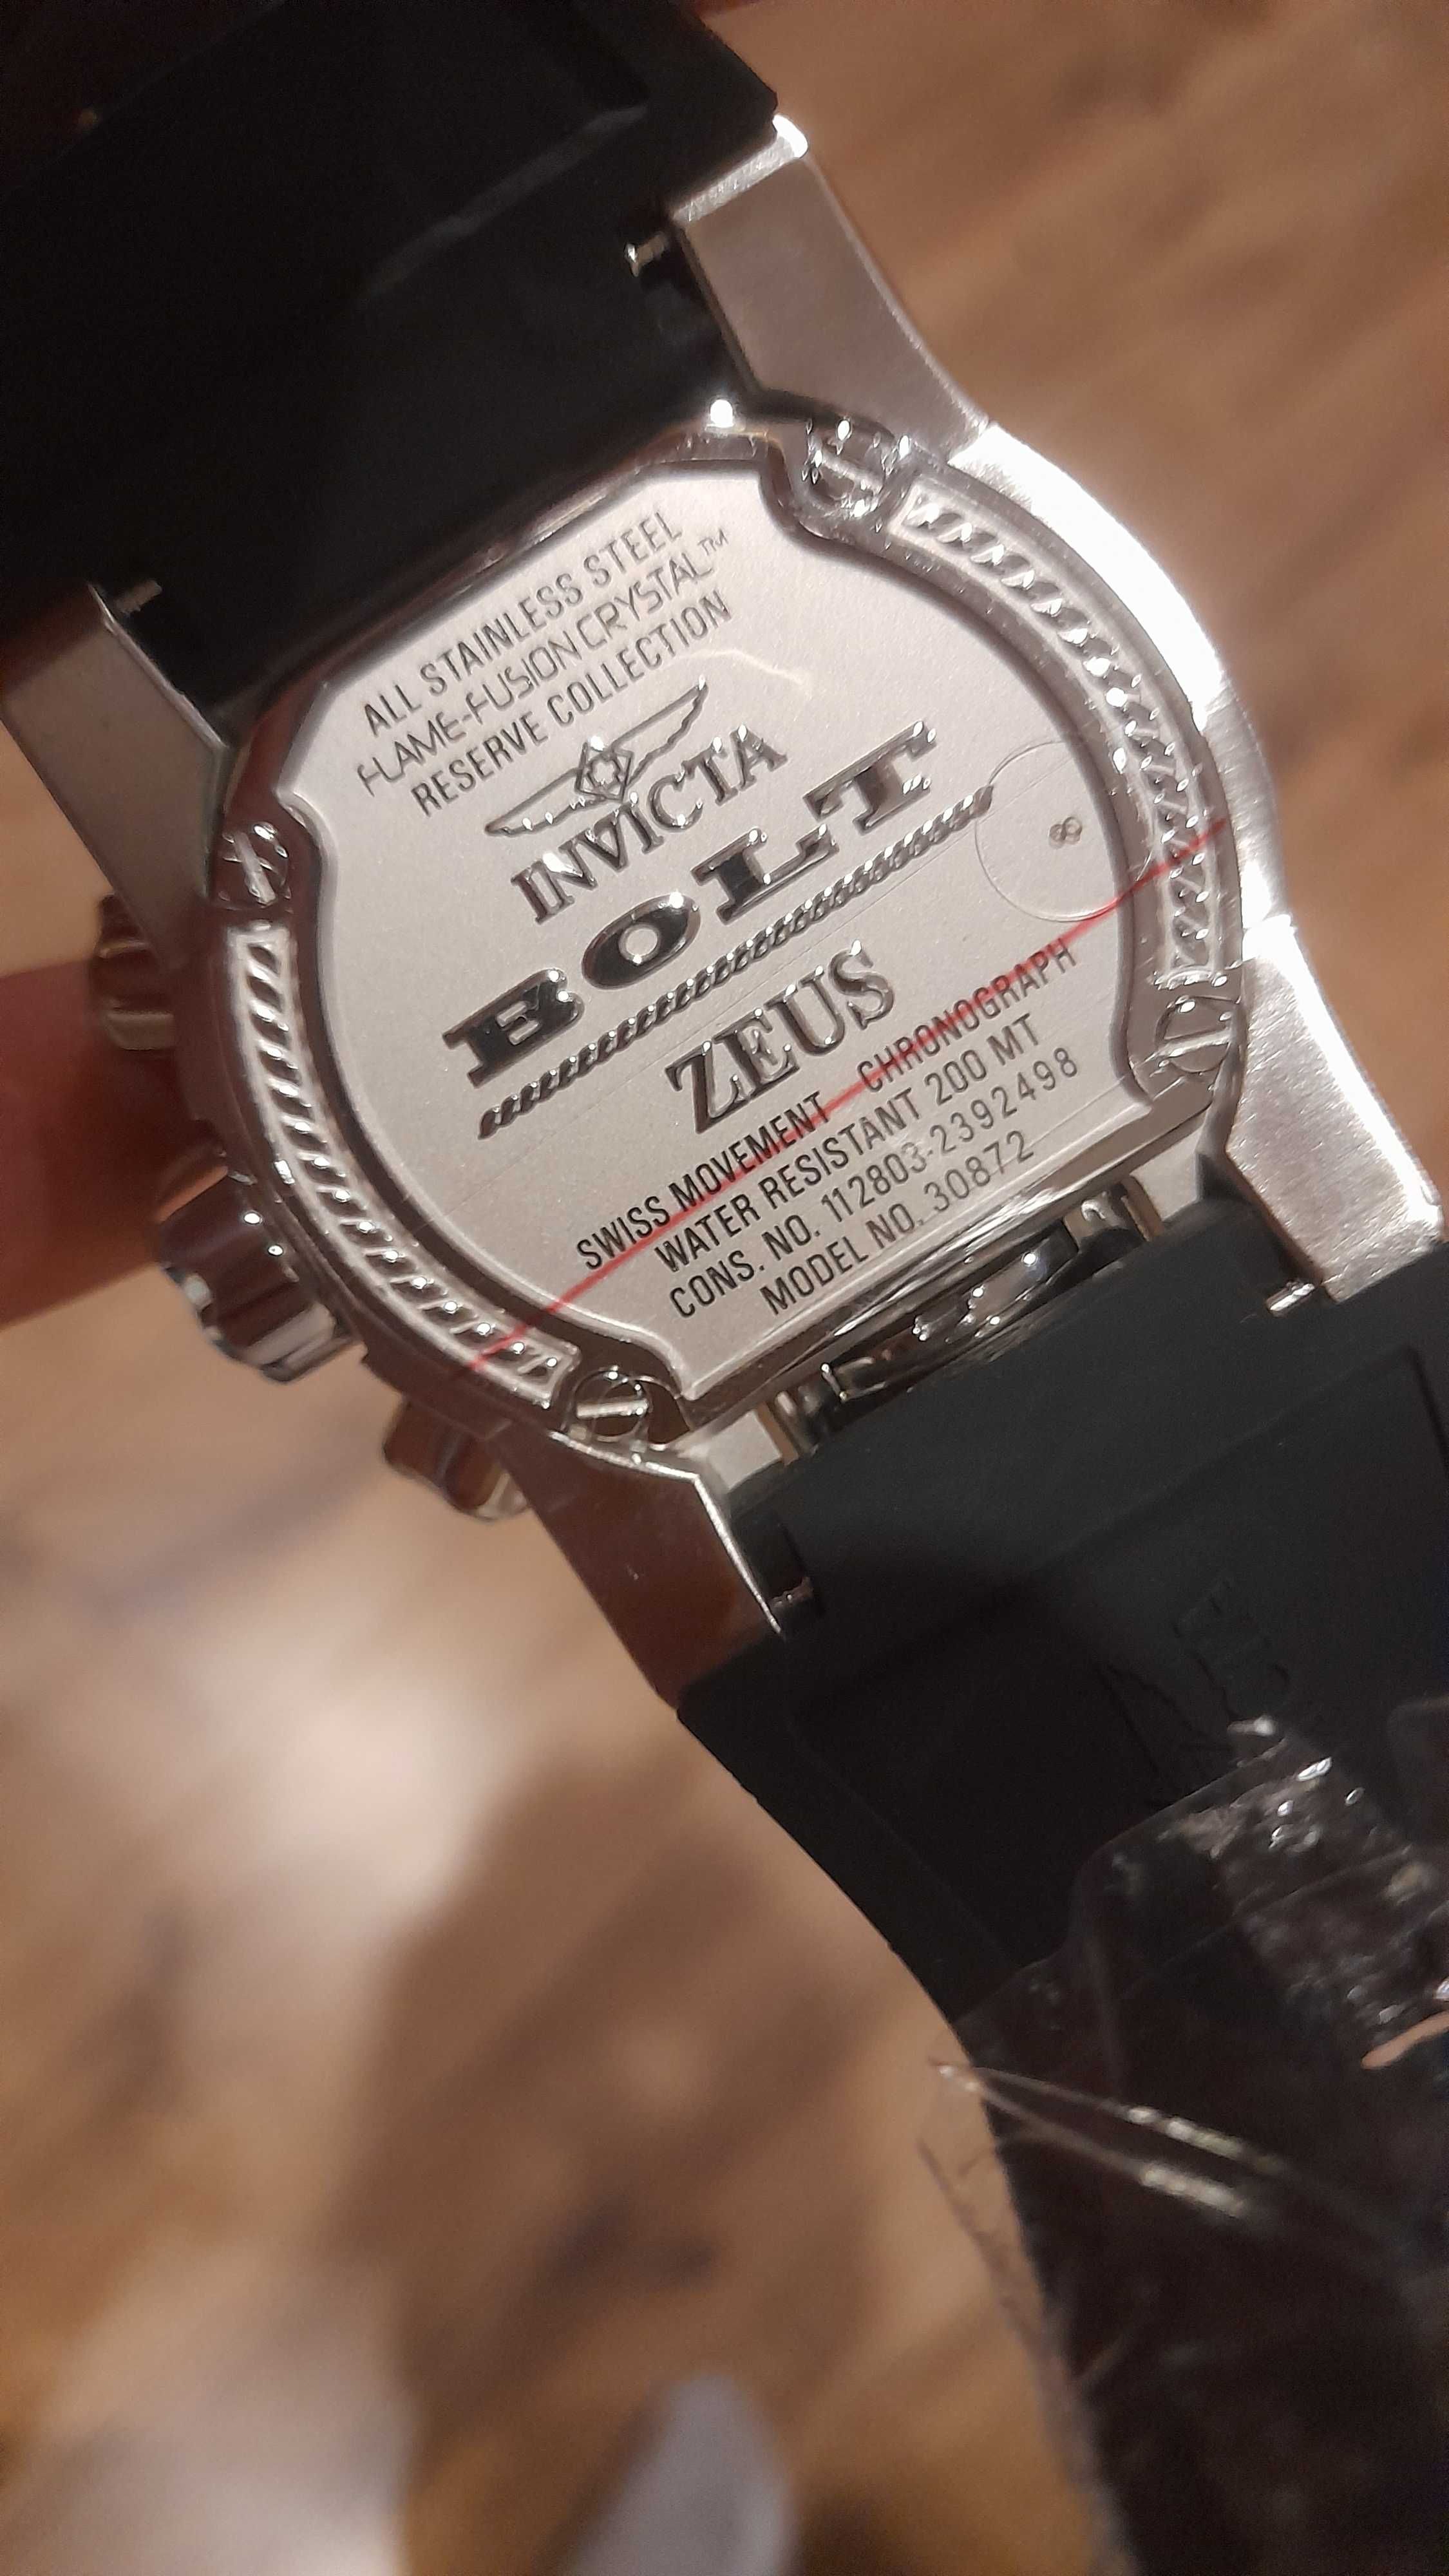 ALL STAINLESS STEEL
FLAME-FUSION CRYSTAL™
RESERVE COLLECTION
INVICTA
BOLT
8
ZEUS
SWISS MOVEMENT CHRONOGRAPH
WATER RESISTANT 200 MT
CONS. NO. 112803-2392498
MODEL NO. 30872